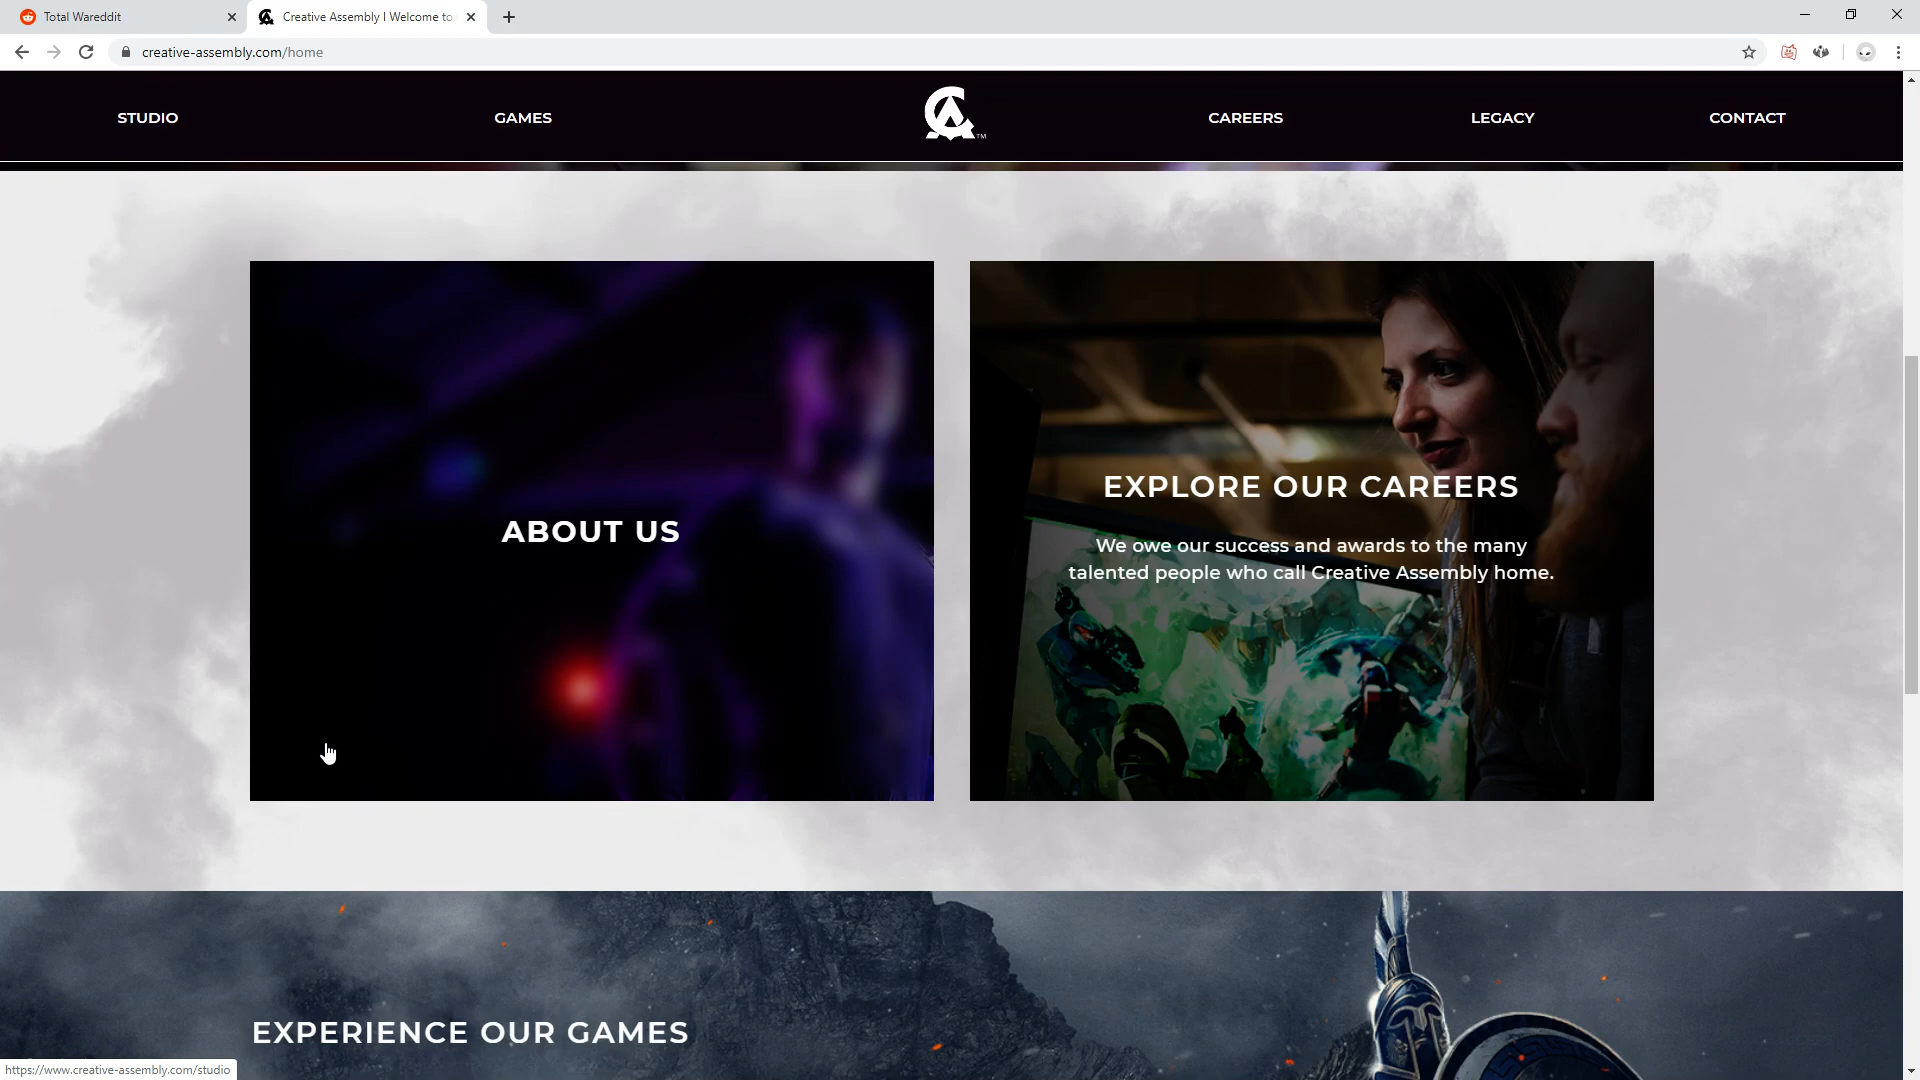 Total Wareddit
Creative Assembly | Welcome to
creative-assembly.com/home
STUDIO
GAMES
TM
CAREERS
LEGACY
CONTACT
ABOUT US
EXPLORE OUR CAREERS
We owe our success and awards to the many
talented people who call Creative Assembly home.
EXPERIENCE OUR GAMES
https://www.creative-assembly.com/studio